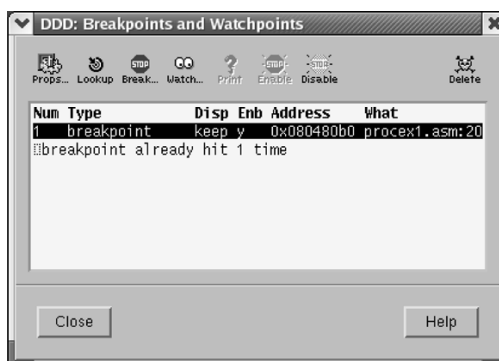 DDD: Breakpoints and Watchpoints
Props... Lookup Break... Watch... Print Enable Disable Delete
Num Type Disp Enb Address What
1 breakpoint keep y 0x080480b0 procex1.asm:20
breakpoint already hit 1 time
Close Help